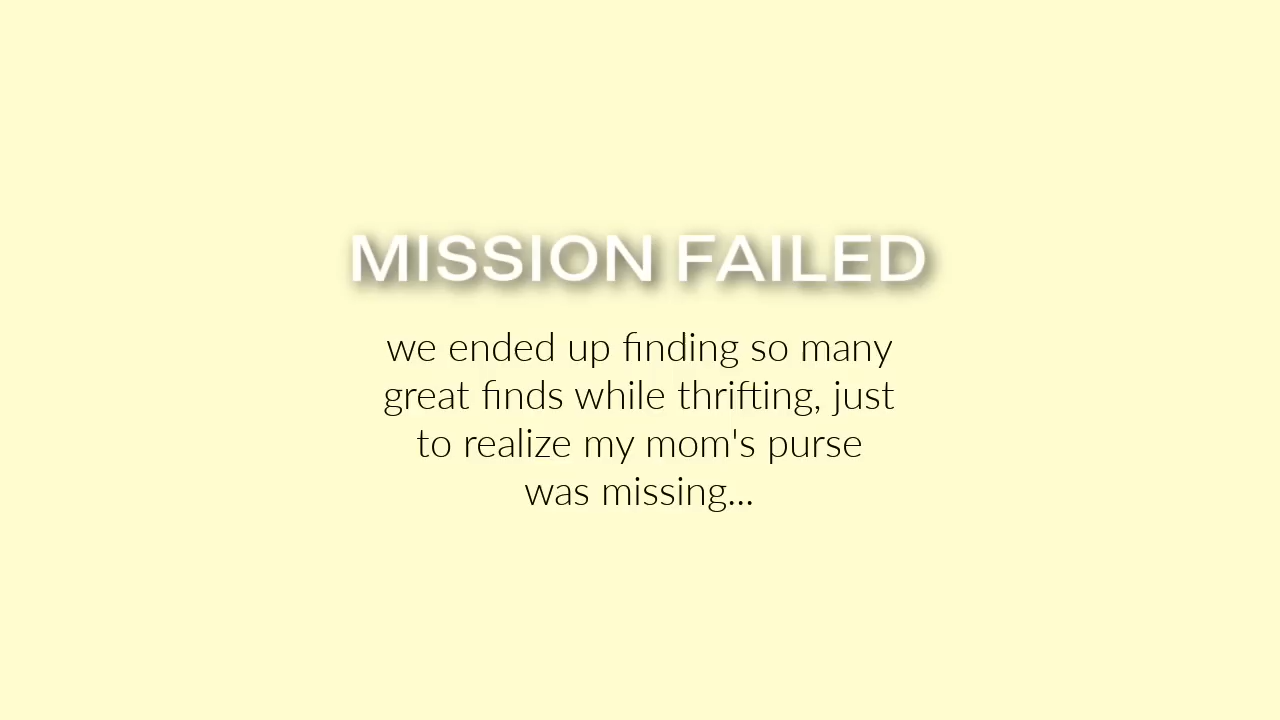 MISSION FAILED
we ended up finding so many
great finds while thrifting, just
to realize my mom's purse
was missing...